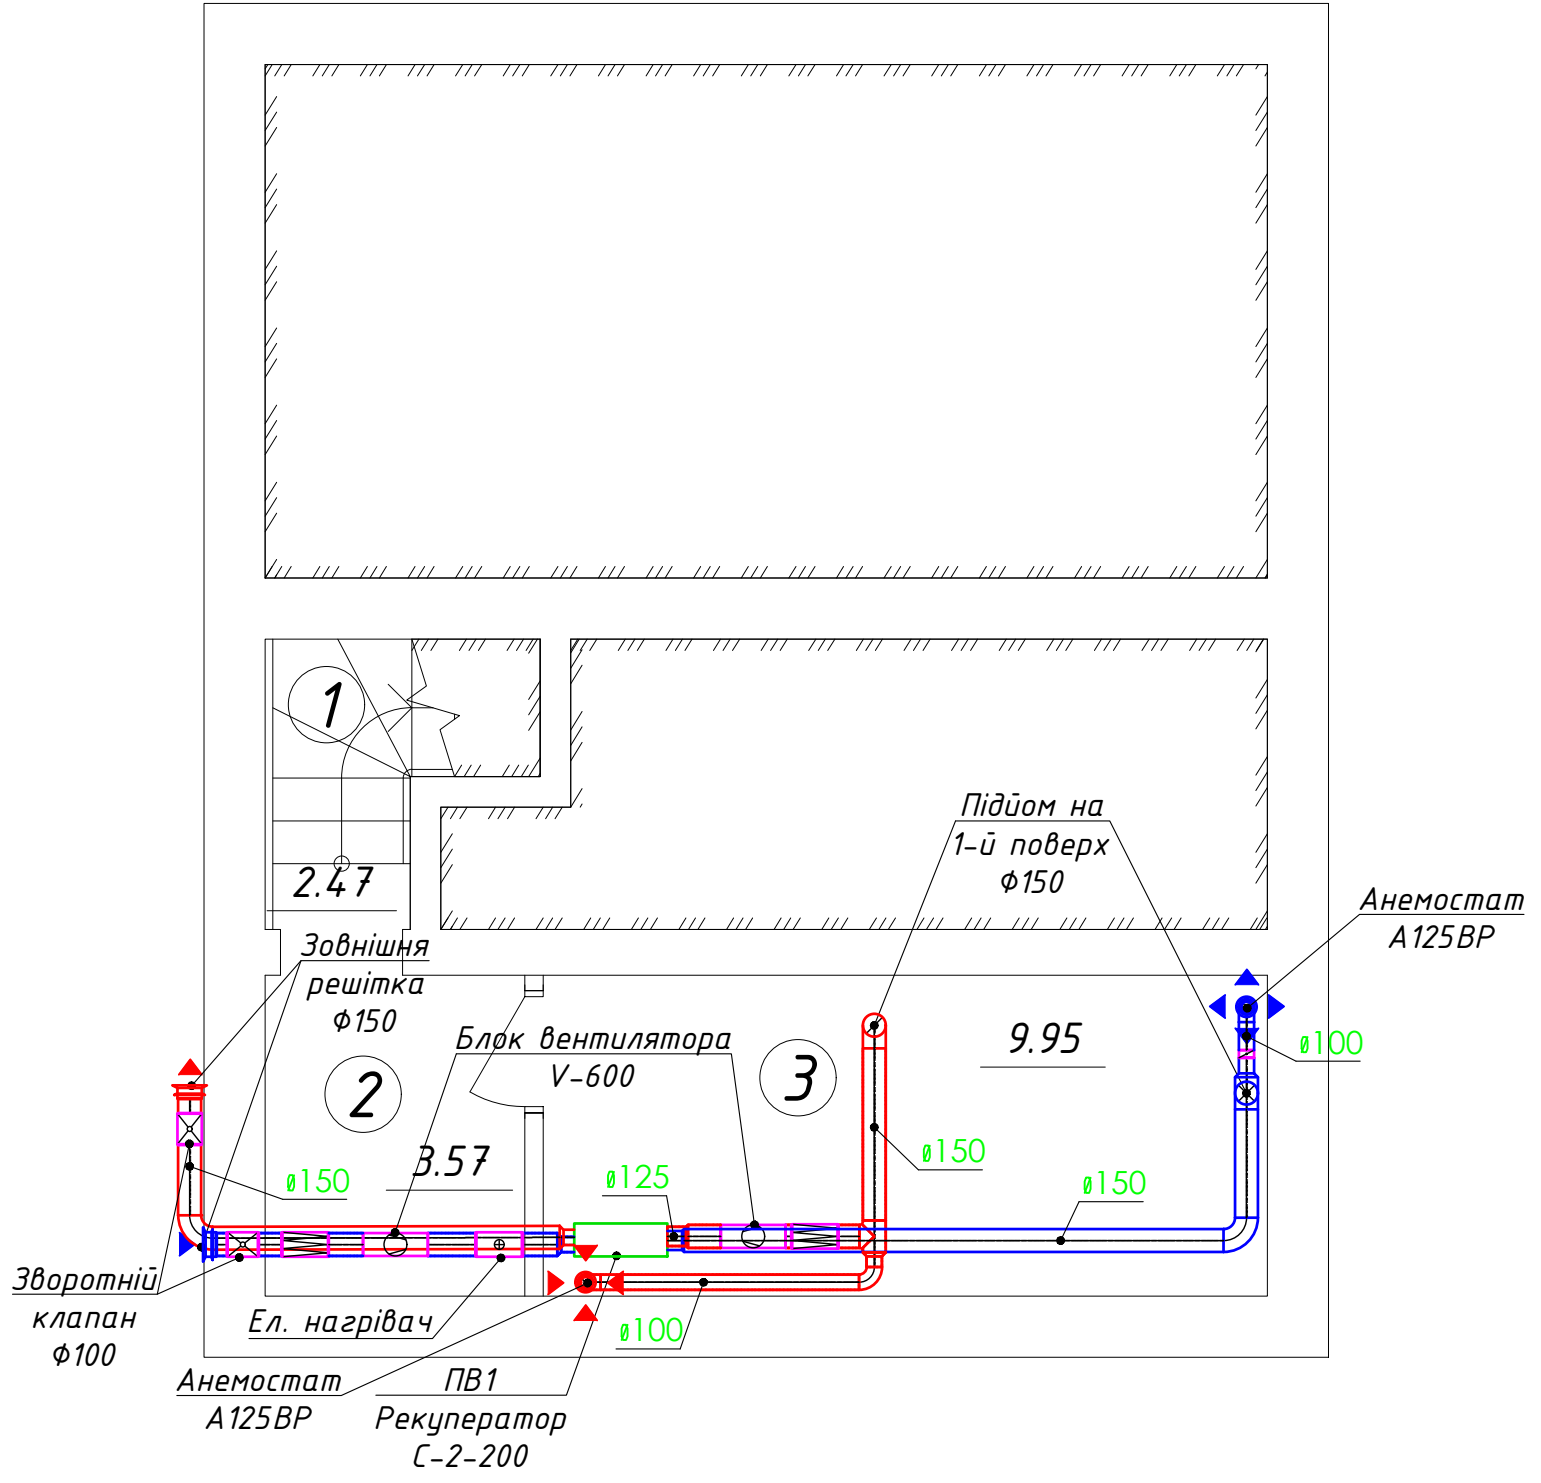 1
2.47
Підйом на
1-й поверх
Ф150
Анемостат
А125ВР
Зовнішня
решітка
Ф150
Блок вентилятора
V-600
9.95
ø100
2
3
3.57
ø150
ø125
ø150
ø150
Зворотній
клапан
Ф100
Ел. нагрівач
ø100
Анемостат
А125ВР
ПВ1
Рекуператор
С-2-200